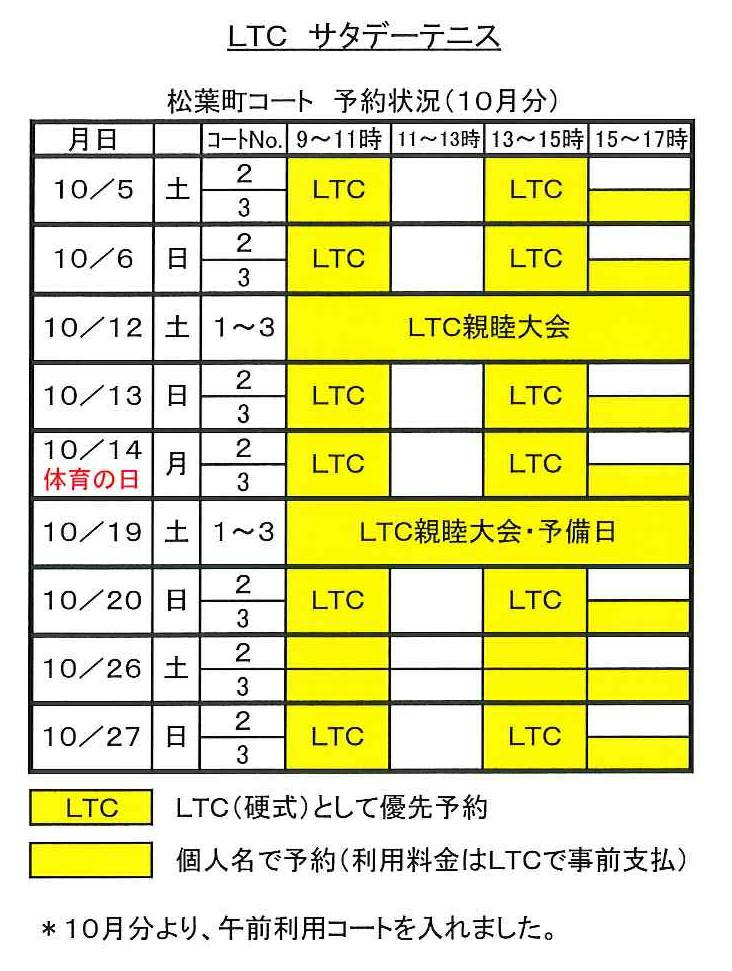 LTC サタデーテニス
松葉町コート 予約状況（10月分）
月日 コートNo. 9～11時 11～13時 13～15時 15～17時
10／5 土 2 LTC LTC
3
10／6 日 2 LTC LTC
3
10／12 土 1～3 LTC親睦大会
10／13 日 2 LTC LTC
3
10／14 月 2 LTC LTC
体育の日 3
10／19 土 1～3 LTC親睦大会・予備日
10／20 日 2 LTC LTC
3
10／26 土 2
3
10／27 日 2 LTC LTC
3
LTC LTC（硬式）として優先予約
個人名で予約（利用料金はLTCで事前支払）
＊10月分より、午前利用コートを入れました。